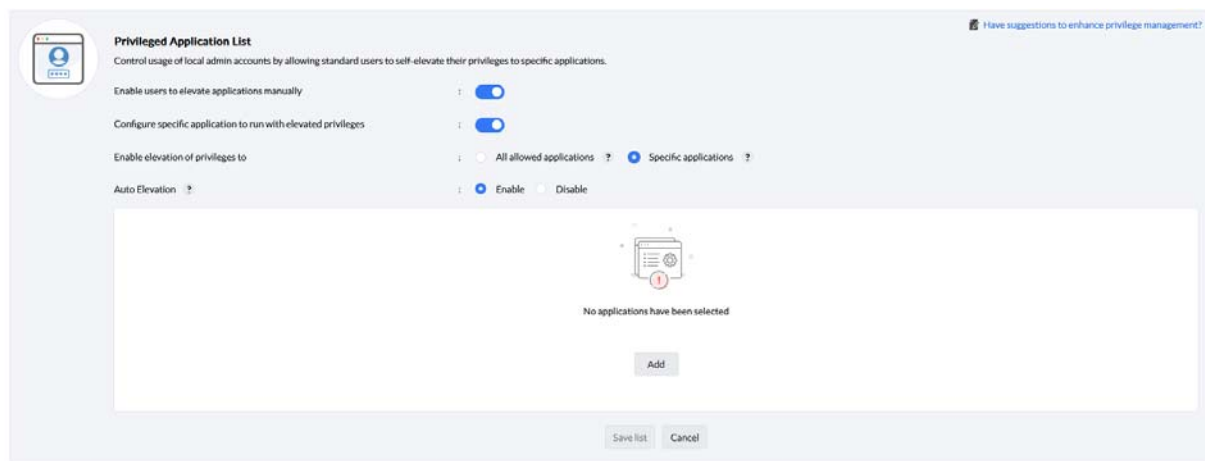 Have suggestions to enhance privilege management?
Privileged Application List
Control usage of local admin accounts by allowing standard users to self-elevate their privileges to specific applications.
Enable users to elevate applications manually :
Configure specific application to run with elevated privileges :
Enable elevation of privileges to : All allowed applications ? Specific applications ?
Auto Elevation ? : Enable Disable
No applications have been selected
Add
Save list Cancel